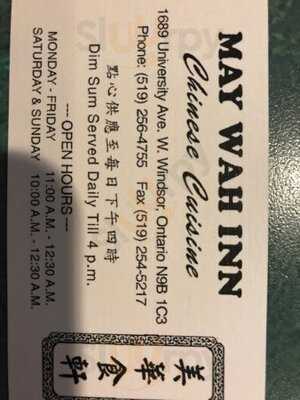 MAY WAH INN
Chinese Cuisine
1689 University Ave. W. Windsor, Ontario N9B 1C3
Phone: (519) 256-4755 Fax (519) 254-5217
點心供應至每日下午四時
Dim Sum Served Daily Till 4 p.m.
--- OPEN HOURS ---
MONDAY - FRIDAY 11:00 A.M. - 12:30 A.M.
SATURDAY & SUNDAY 10:00 A.M. - 12:30 A.M.
美華食軒